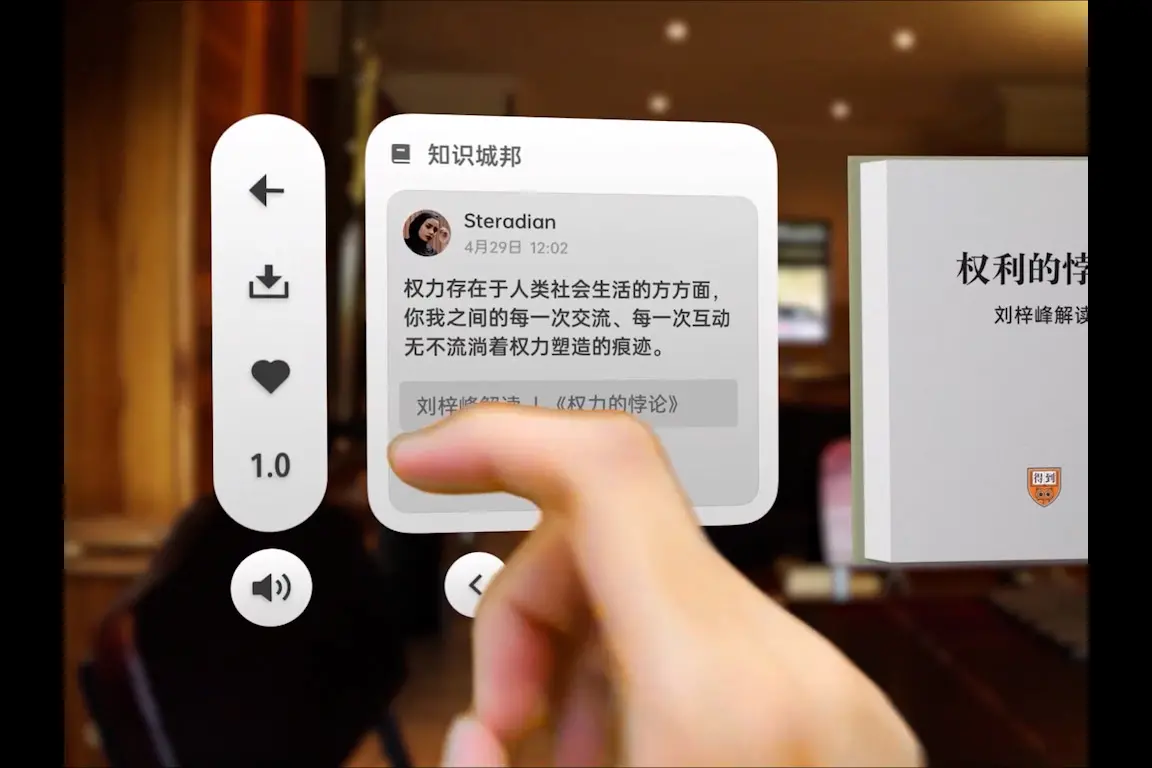 知识城邦
Steradian
4月29日 12:02
权力存在于人类社会生活的方方面，
你我之间的每一次交流、每一次互动
无不流淌着权力塑造的痕迹。
刘梓峰解读 | 《权力的悖论》
1.0
权利的悖
刘梓峰解读
得到